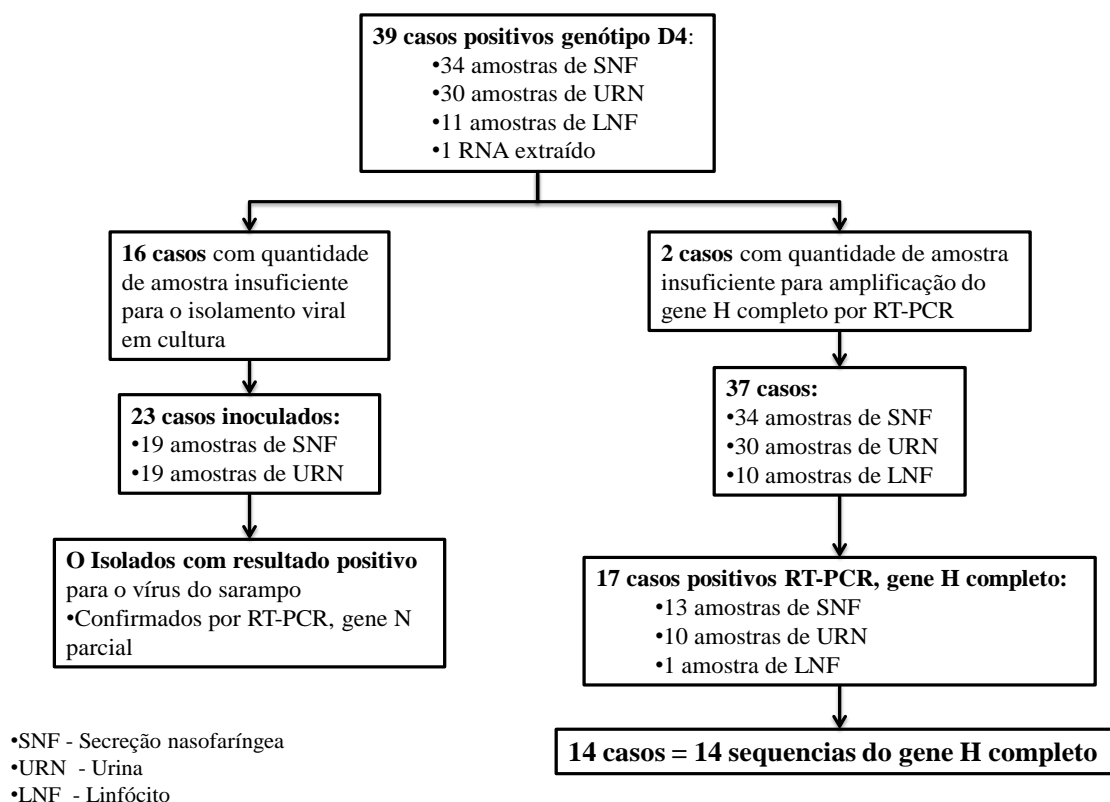 39 casos positivos genótipo D4:
•34 amostras de SNF
•30 amostras de URN
•11 amostras de LNF
•1 RNA extraído
16 casos com quantidade
de amostra insuficiente
para o isolamento viral
em cultura
2 casos com quantidade de amostra
insuficiente para amplificação do
gene H completo por RT-PCR
23 casos inoculados:
•19 amostras de SNF
•19 amostras de URN
37 casos:
•34 amostras de SNF
•30 amostras de URN
•10 amostras de LNF
O Isolados com resultado positivo
para o vírus do sarampo
•Confirmados por RT-PCR, gene N
parcial
17 casos positivos RT-PCR, gene H completo:
•13 amostras de SNF
•10 amostras de URN
•1 amostra de LNF
14 casos = 14 sequencias do gene H completo
•SNF - Secreção nasofaríngea
•URN - Urina
•LNF - Linfócito